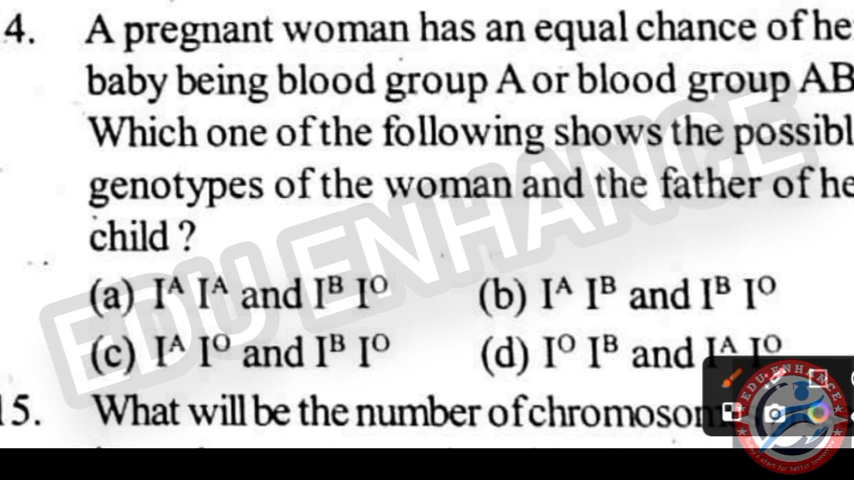 4. A pregnant woman has an equal chance of he
baby being blood group A or blood group AB
Which one of the following shows the possibl
genotypes of the woman and the father of he
child ?
(a) Iᴬ Iᴬ and Iᴮ Iᴼ (b) Iᴬ Iᴮ and Iᴮ Iᴼ
(c) Iᴬ Iᴼ and Iᴮ Iᴼ (d) Iᴼ Iᴮ and Iᴬ Iᴼ
15. What will be the number of chromosom
EDU ENHANCE
EDU ENHANCE